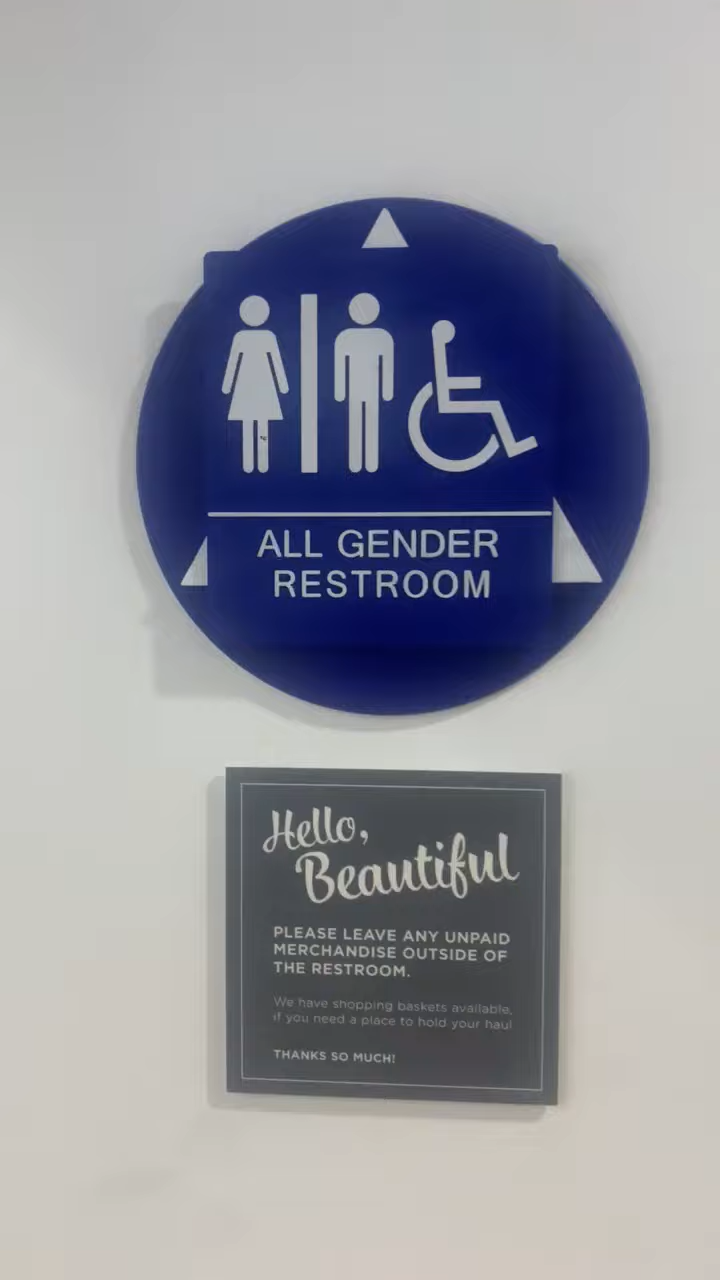 ALL GENDER
RESTROOM
Hello,
Beautiful
PLEASE LEAVE ANY UNPAID
MERCHANDISE OUTSIDE OF
THE RESTROOM.
We have shopping baskets available,
if you need a place to hold your haul
THANKS SO MUCH!